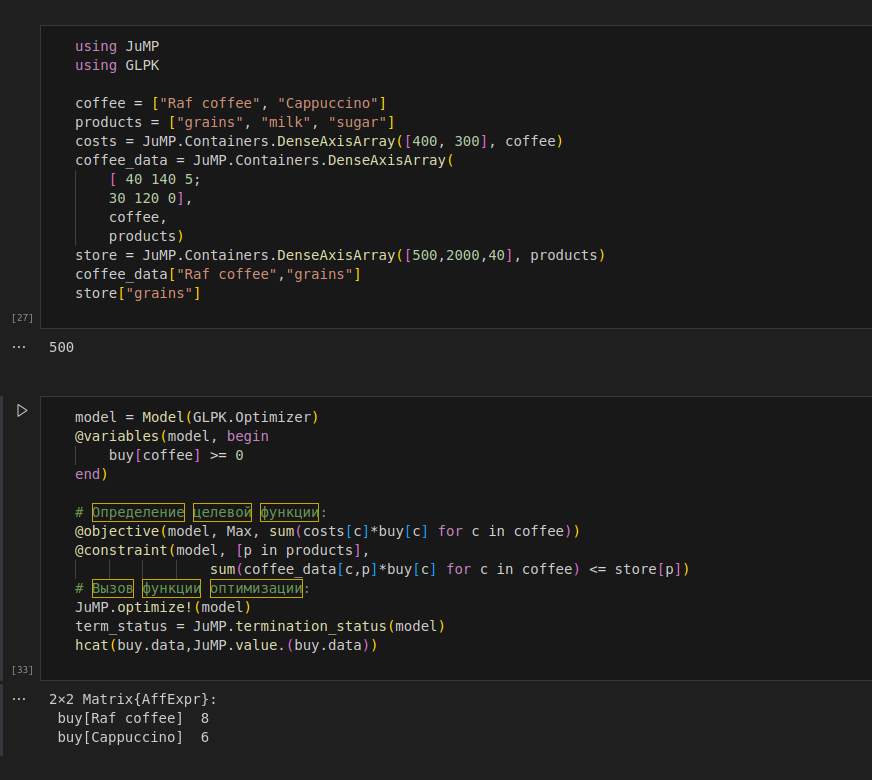 using JuMP
using GLPK
coffee = ["Raf coffee", "Cappuccino"]
products = ["grains", "milk", "sugar"]
costs = JuMP.Containers.DenseAxisArray([400, 300], coffee)
coffee_data = JuMP.Containers.DenseAxisArray(
[ 40 140 5;
30 120 0],
coffee,
products)
store = JuMP.Containers.DenseAxisArray([500,2000,40], products)
coffee_data["Raf coffee","grains"]
store["grains"]
[27]
... 500
model = Model(GLPK.Optimizer)
@variables(model, begin
buy[coffee] >= 0
end)
# Определение целевой функции:
@objective(model, Max, sum(costs[c]*buy[c] for c in coffee))
@constraint(model, [p in products],
sum(coffee_data[c,p]*buy[c] for c in coffee) <= store[p])
# Вызов функции оптимизации:
JuMP.optimize!(model)
term_status = JuMP.termination_status(model)
hcat(buy.data,JuMP.value.(buy.data))
[33]
... 2×2 Matrix{AffExpr}:
buy[Raf coffee]  8
buy[Cappuccino]  6